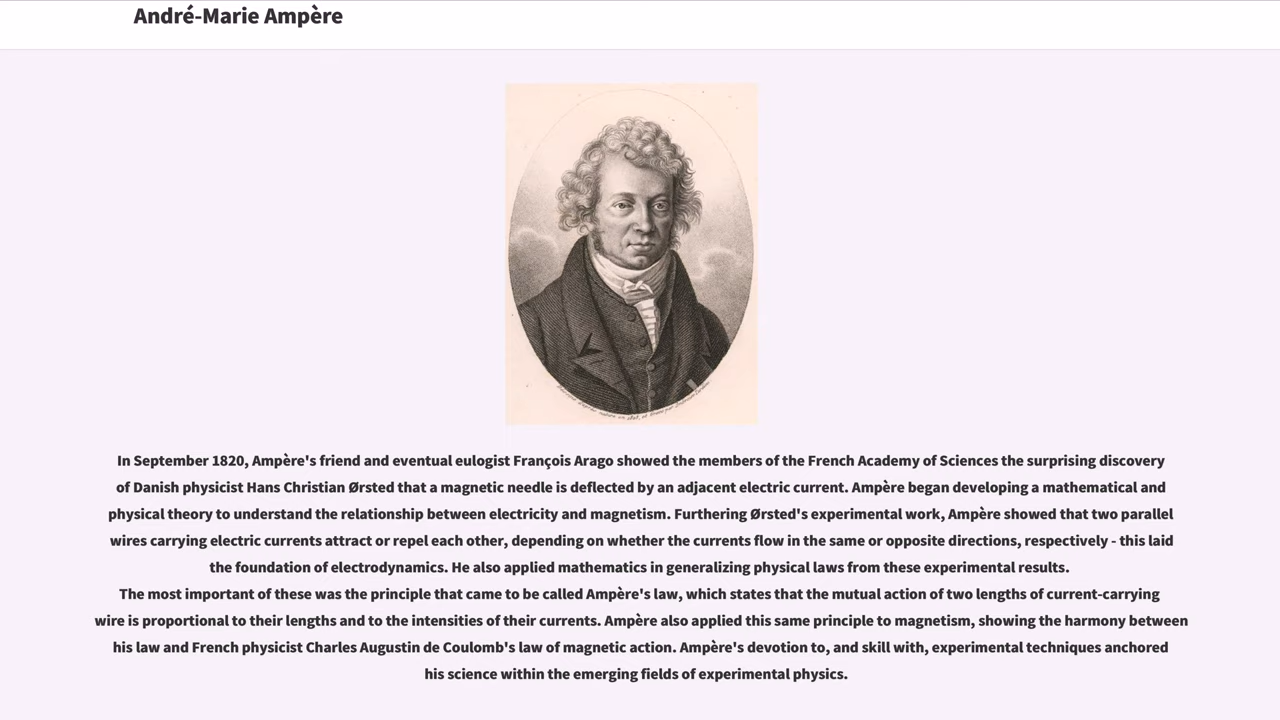 André-Marie Ampère
In September 1820, Ampère's friend and eventual eulogist François Arago showed the members of the French Academy of Sciences the surprising discovery
of Danish physicist Hans Christian Ørsted that a magnetic needle is deflected by an adjacent electric current. Ampère began developing a mathematical and
physical theory to understand the relationship between electricity and magnetism. Furthering Ørsted's experimental work, Ampère showed that two parallel
wires carrying electric currents attract or repel each other, depending on whether the currents flow in the same or opposite directions, respectively - this laid
the foundation of electrodynamics. He also applied mathematics in generalizing physical laws from these experimental results.
The most important of these was the principle that came to be called Ampère's law, which states that the mutual action of two lengths of current-carrying
wire is proportional to their lengths and to the intensities of their currents. Ampère also applied this same principle to magnetism, showing the harmony between
his law and French physicist Charles Augustin de Coulomb's law of magnetic action. Ampère's devotion to, and skill with, experimental techniques anchored
his science within the emerging fields of experimental physics.